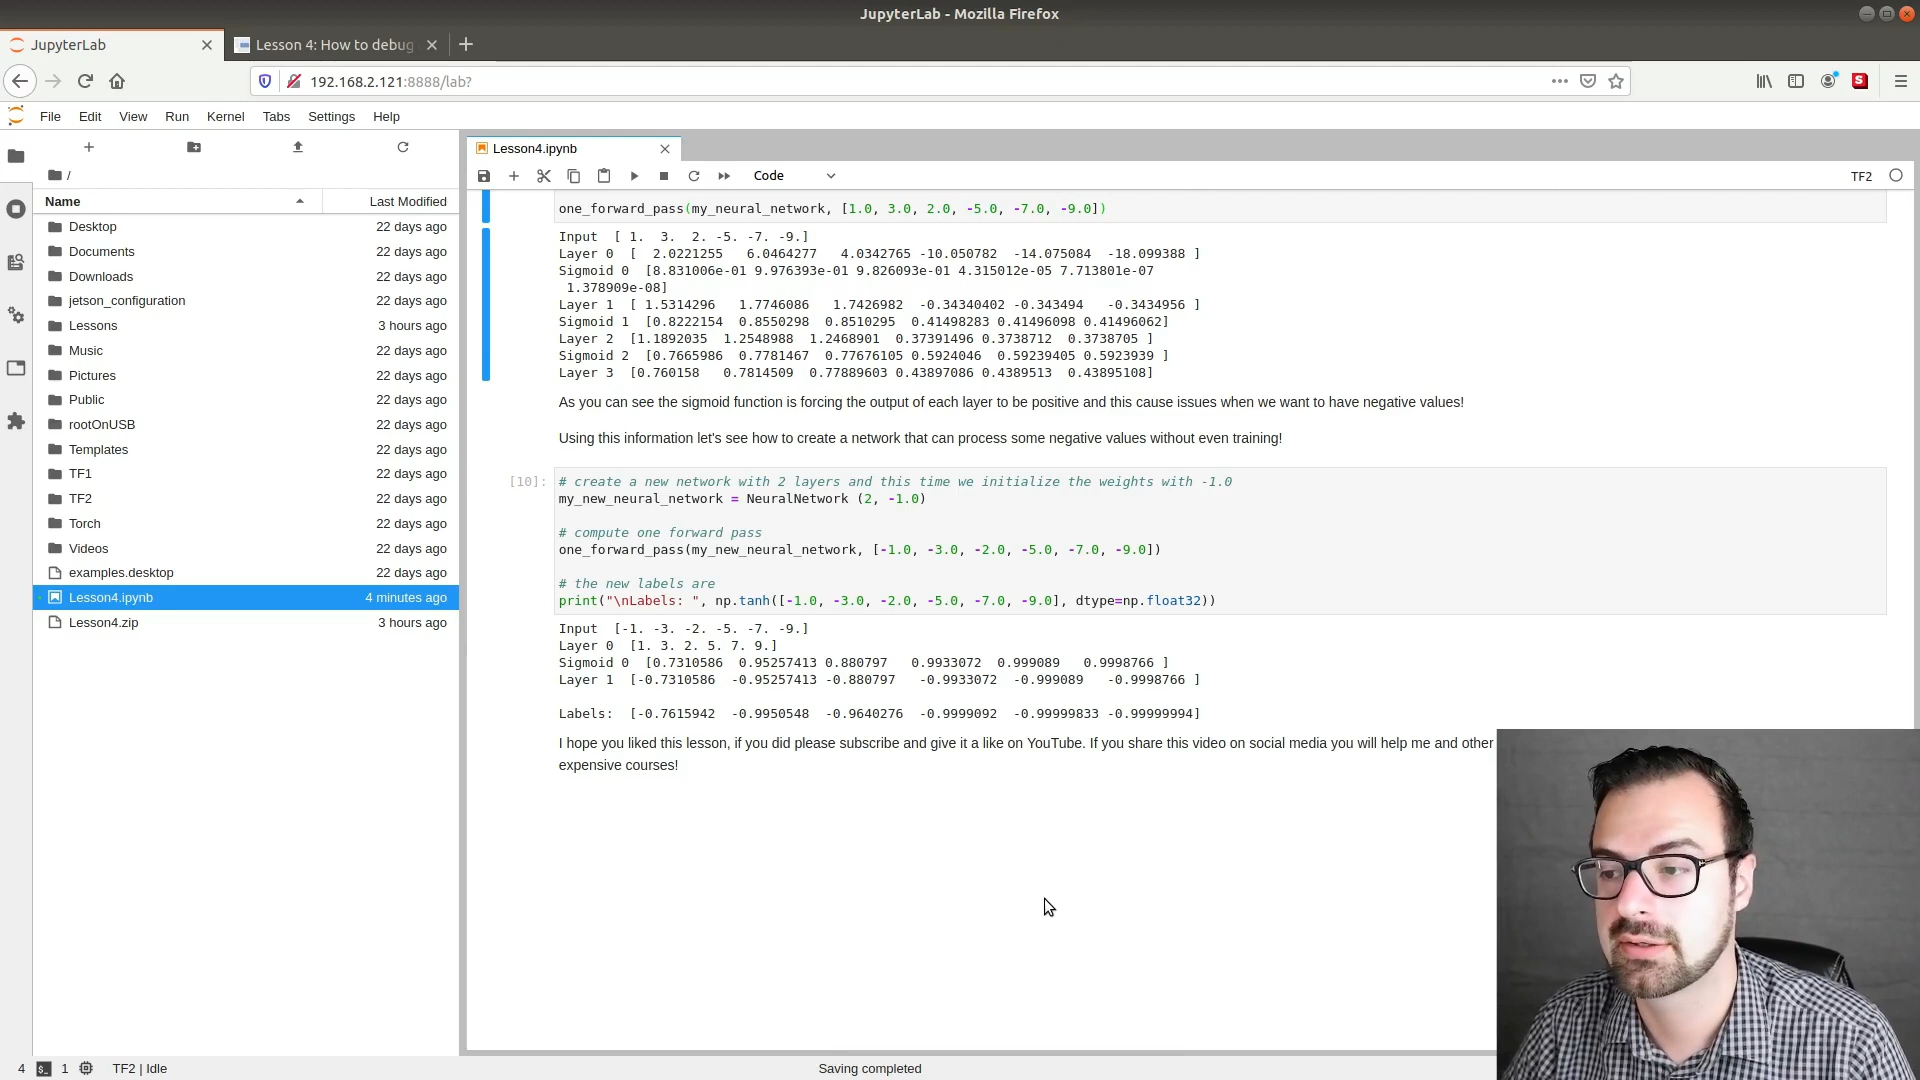 JupyterLab - Mozilla Firefox
JupyterLab
Lesson 4: How to debug
192.168.2.121:8888/lab?
File Edit View Run Kernel Tabs Settings Help
/
Name Last Modified
Desktop 22 days ago
Documents 22 days ago
Downloads 22 days ago
jetson_configuration 22 days ago
Lessons 3 hours ago
Music 22 days ago
Pictures 22 days ago
Public 22 days ago
rootOnUSB 22 days ago
Templates 22 days ago
TF1 22 days ago
TF2 22 days ago
Torch 22 days ago
Videos 22 days ago
examples.desktop 22 days ago
Lesson4.ipynb 4 minutes ago
Lesson4.zip 3 hours ago
Lesson4.ipynb
Code TF2
one_forward_pass(my_neural_network, [1.0, 3.0, 2.0, -5.0, -7.0, -9.0])
Input  [ 1.  3.  2. -5. -7. -9.]
Layer 0  [  2.0221255   6.0464277   4.0342765 -10.050782  -14.075084  -18.099388 ]
Sigmoid 0  [8.831006e-01 9.976393e-01 9.826093e-01 4.315012e-05 7.713801e-07
 1.378909e-08]
Layer 1  [ 1.5314296   1.7746086   1.7426982  -0.34340402 -0.343494   -0.3434956 ]
Sigmoid 1  [0.8222154  0.8550298  0.8510295  0.41498283 0.41496098 0.41496062]
Layer 2  [1.1892035  1.2548988  1.2468901  0.37391496 0.3738712  0.3738705 ]
Sigmoid 2  [0.7665986  0.7781467  0.77676105 0.5924046  0.59239405 0.5923939 ]
Layer 3  [0.760158   0.7814509  0.77889603 0.43897086 0.4389513  0.43895108]
As you can see the sigmoid function is forcing the output of each layer to be positive and this cause issues when we want to have negative values!
Using this information let's see how to create a network that can process some negative values without even training!
[10]: # create a new network with 2 layers and this time we initialize the weights with -1.0
my_new_neural_network = NeuralNetwork (2, -1.0)
# compute one forward pass
one_forward_pass(my_new_neural_network, [-1.0, -3.0, -2.0, -5.0, -7.0, -9.0])
# the new labels are
print("\nLabels: ", np.tanh([-1.0, -3.0, -2.0, -5.0, -7.0, -9.0], dtype=np.float32))
Input  [-1. -3. -2. -5. -7. -9.]
Layer 0  [1. 3. 2. 5. 7. 9.]
Sigmoid 0  [0.7310586  0.95257413 0.880797   0.9933072  0.999089   0.9998766 ]
Layer 1  [-0.7310586  -0.95257413 -0.880797   -0.9933072  -0.999089   -0.9998766 ]
Labels:  [-0.7615942  -0.9950548  -0.9640276  -0.9999092  -0.99999833 -0.99999994]
I hope you liked this lesson, if you did please subscribe and give it a like on YouTube. If you share this video on social media you will help me and other
expensive courses!
4 1 TF2 | Idle Saving completed